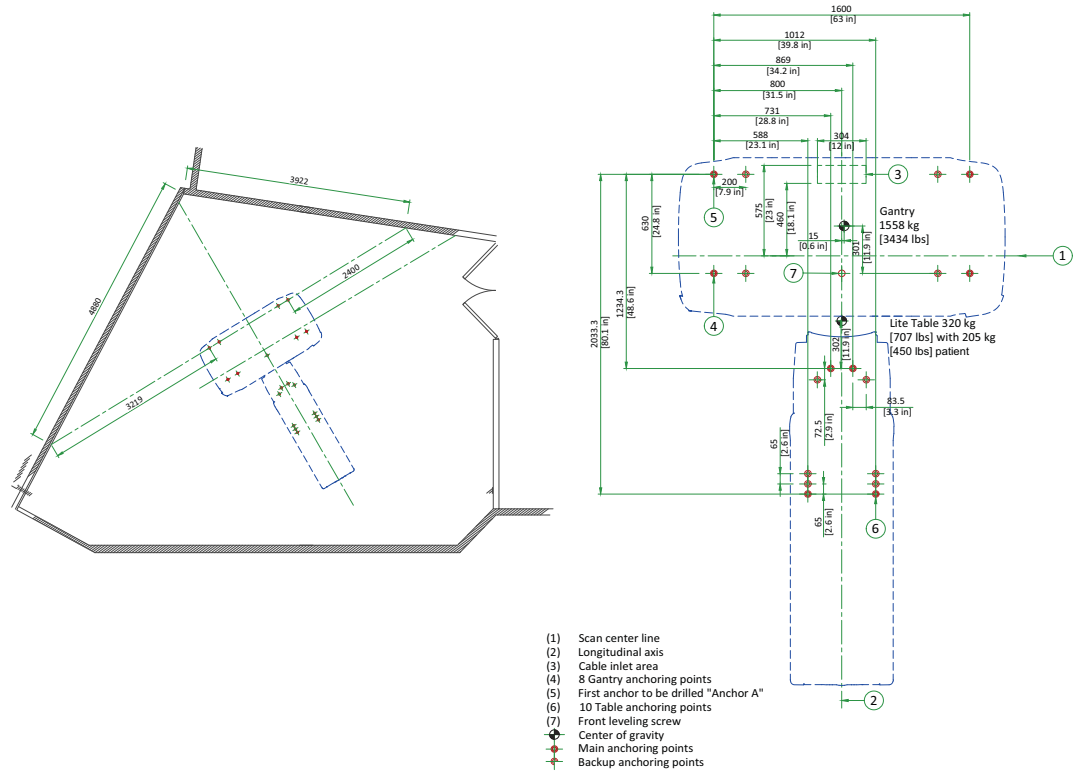 3922
4880
2400
3219
1600
[63 in]
1012
[39.8 in]
869
[34.2 in]
800
[31.5 in]
731
[28.8 in]
588
[23.1 in]
304
[12 in]
200
[7.9 in]
3
5
630
[24.8 in]
575
[23 in]
460
[18.1 in]
Gantry
1558 kg
[3434 lbs]
15
[0.6 in]
301
[11.9 in]
1
7
4
1234.3
[48.6 in]
2033.3
[80.1 in]
Lite Table 320 kg
[707 lbs] with 205 kg
[450 lbs] patient
302
[11.9 in]
83.5
[3.3 in]
72.5
[2.9 in]
65
[2.6 in]
65
[2.6 in]
6
2
(1) Scan center line
(2) Longitudinal axis
(3) Cable inlet area
(4) 8 Gantry anchoring points
(5) First anchor to be drilled "Anchor A"
(6) 10 Table anchoring points
(7) Front leveling screw
Center of gravity
Main anchoring points
Backup anchoring points